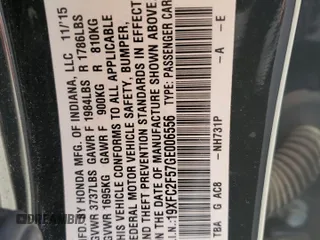 MFD.BY HONDA MFG. OF INDIANA, LLC 11/15
GVWR 3737LBS GAWR F 1984LBS R 1786LBS
GVWR 1695KG GAWR F 900KG R 810KG
THIS VEHICLE CONFORMS TO ALL APPLICABLE
FEDERAL MOTOR VEHICLE SAFETY, BUMPER,
AND THEFT PREVENTION STANDARDS IN EFFECT
ON THE DATE OF MANUFACTURE SHOWN ABOVE.
V.I.N.: 19XFC2F57GE006556 TYPE: PASSENGER CAR
TBA G AC8 NH731P A E